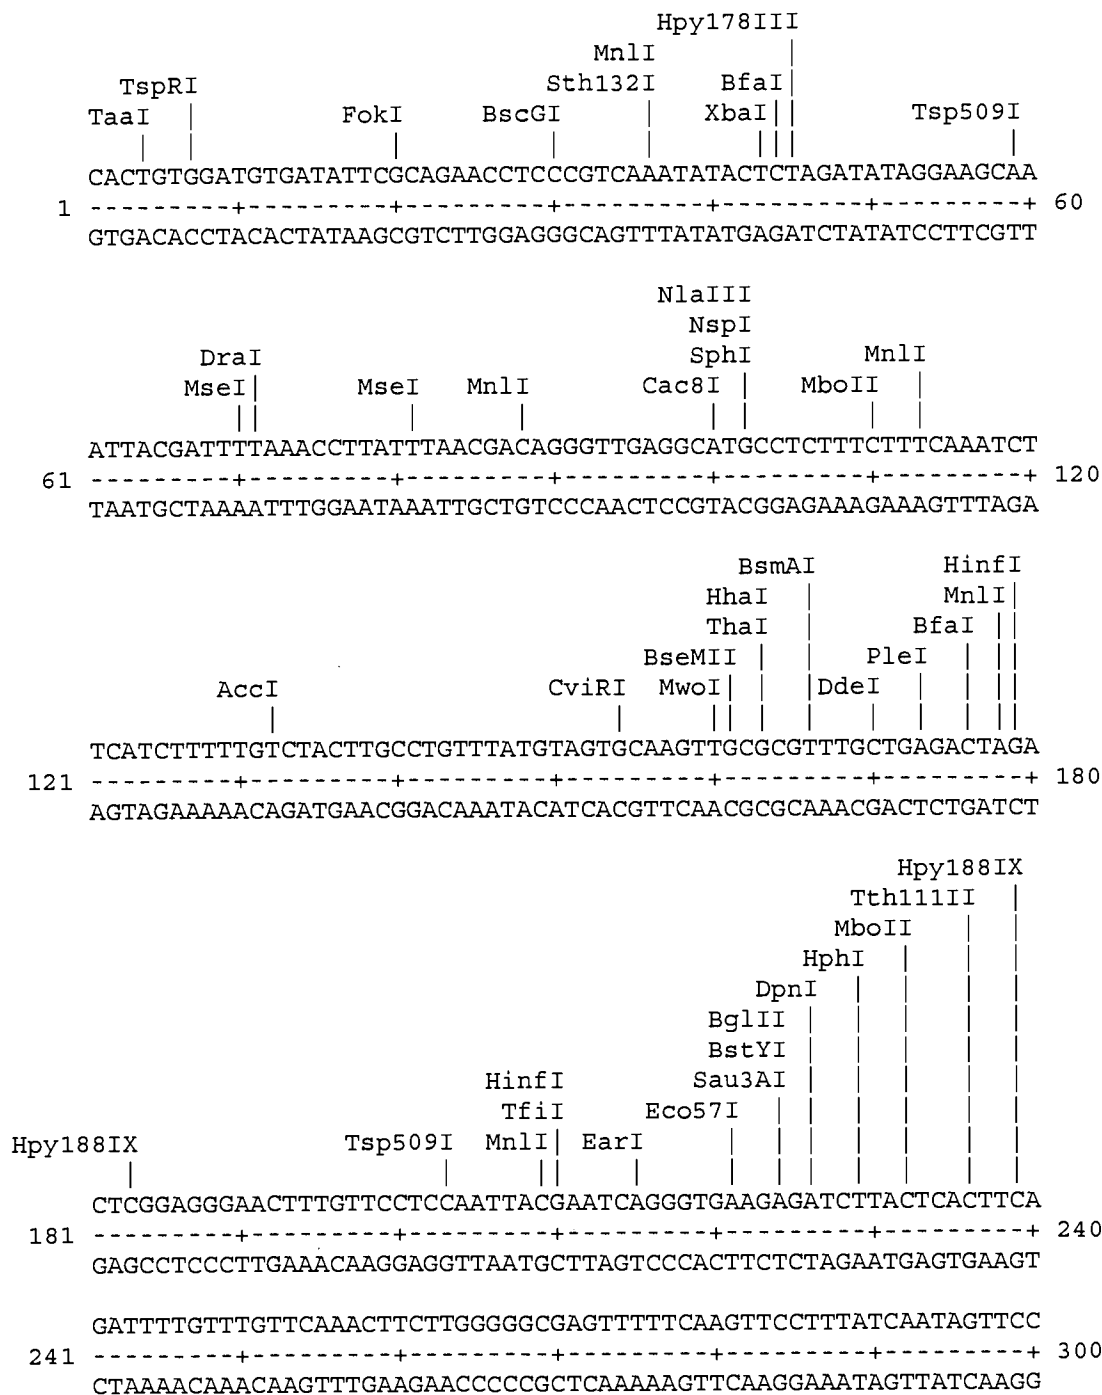 Hpy178III
MnlI
TspRI Sth132I BfaI
TaaI FokI BscGI XbaI Tsp509I
CACTGTGGATGTGATATTCGCAGAACCTCCCGTCAAATATACTCTAGATATAGGAAGCAA
1 ---------+---------+---------+---------+---------+---------+ 60
GTGACACCTACACTATAAGCGTCTTGGAGGGCAGTTTATATGAGATCTATATCCTTCGTT
NlaIII
NspI
DraI SphI MnlI
MseI MseI MnlI Cac8I MboII
ATTACGATTTTTAAACCTTATTTAACGACAGGGTTGAGGCATGCCTCTTTCTTTCAAATCT
61 ---------+---------+---------+---------+---------+---------+ 120
TAATGCTAAAATTTGGAATAAATTGCTGTCCCAACTCCGTACGGAGAAAGAAAGTTTAGA
BsmAI HinfI
HhaI MnlI
ThaI BfaI
BseMII PleI
AccI CviRI MwoI DdeI
TCATCTTTTTGTCTACTTGCCTGTTTATGTAGTGCAAGTTGCGCGTTTGCTGAGACTAGA
121 ---------+---------+---------+---------+---------+---------+ 180
AGTAGAAAAACAGATGAACGGACAAATACATCACGTTCAACGCGCAAACGACTCTGATCT
Hpy188IX
Tth111II
MboII
HphI
DpnI
BglII
BstYI
HinfI Sau3AI
TfiI Eco57I
Hpy188IX Tsp509I MnlI EarI
CTCGGAGGGAACTTTGTTCCTCCAATTACGAATCAGGGTGAAGAGATCTTACTCACTTCA
181 ---------+---------+---------+---------+---------+---------+ 240
GAGCCTCCCTTGAAACAAGGAGGTTAATGCTTAGTCCCACTTCTCTAGAATGAGTGAAGT
GATTTTGTTTGTTCAAACTTCTTGGGGGCGAGTTTTTCAAGTTCCTTTATCAATAGTTCC
241 ---------+---------+---------+---------+---------+---------+ 300
CTAAAACAAACAAGTTTGAAGAACCCCCGCTCAAAAAGTTCAAGGAAATAGTTATCAAGG